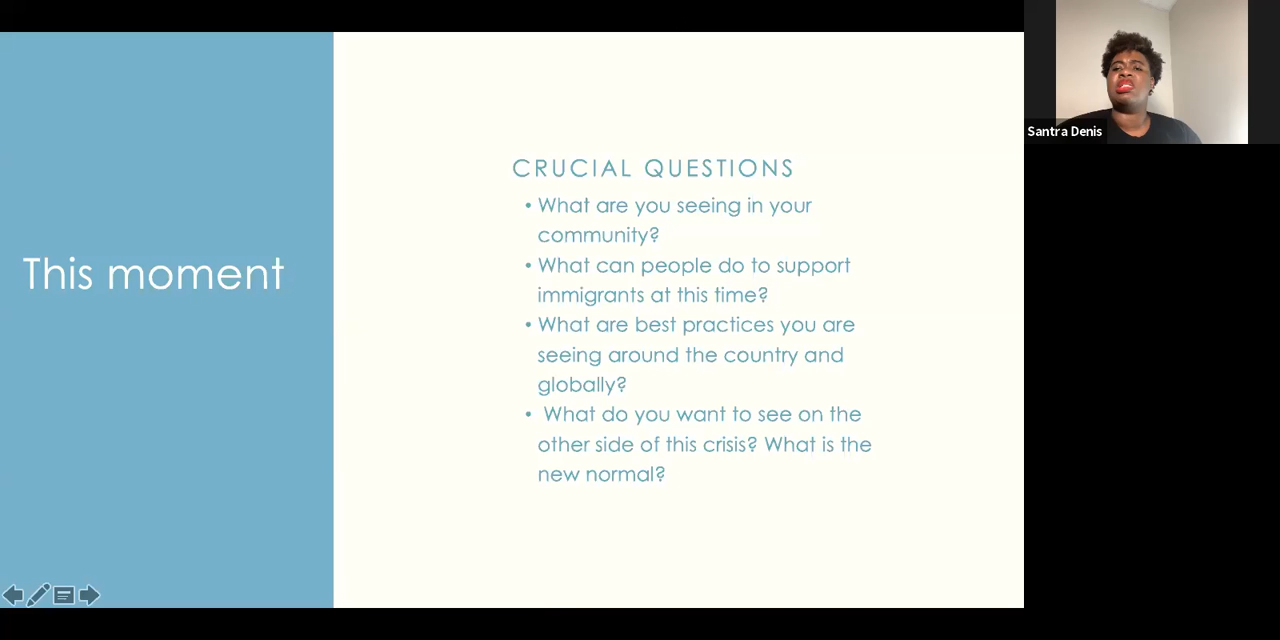 This moment
CRUCIAL QUESTIONS
• What are you seeing in your
community?
• What can people do to support
immigrants at this time?
• What are best practices you are
seeing around the country and
globally?
• What do you want to see on the
other side of this crisis? What is the
new normal?
Santra Denis